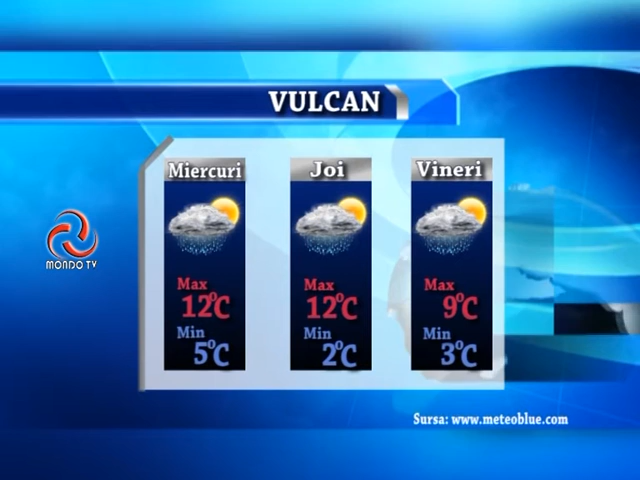 VULCAN
Miercuri
Max
12°C
Min
5°C
Joi
Max
12°C
Min
2°C
Vineri
Max
9°C
Min
3°C
MONDO TV
Sursa: www.meteoblue.com